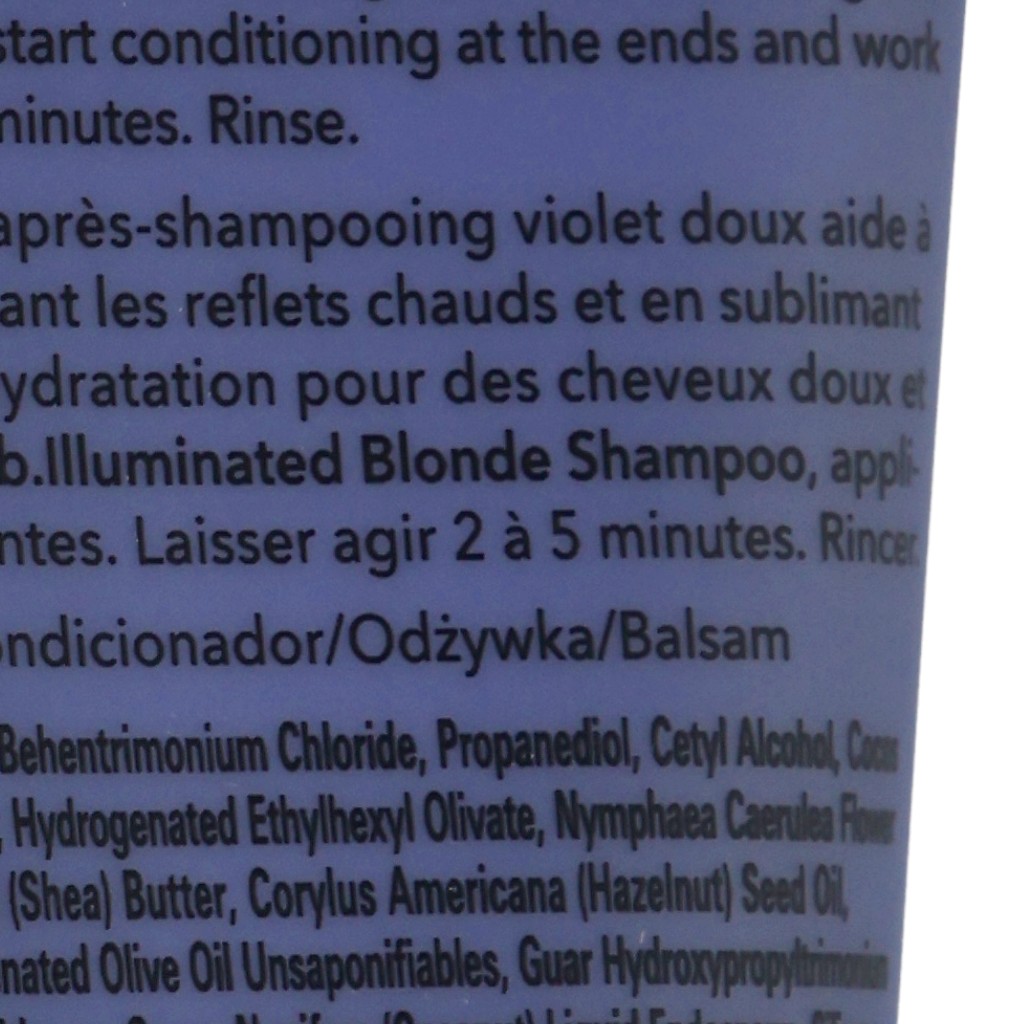 start conditioning at the ends and work
minutes. Rinse.
après-shampooing violet doux aide à
ant les reflets chauds et en sublimant
ydratation pour des cheveux doux et
b.Illuminated Blonde Shampoo, appli-
ntes. Laisser agir 2 à 5 minutes. Rincer.
ondicionador/Odżywka/Balsam
Behentrimonium Chloride, Propanediol, Cetyl Alcohol, Cocos
, Hydrogenated Ethylhexyl Olivate, Nymphaea Caerulea Flower
(Shea) Butter, Corylus Americana (Hazelnut) Seed Oil,
nated Olive Oil Unsaponifiables, Guar Hydroxypropyltrimonium